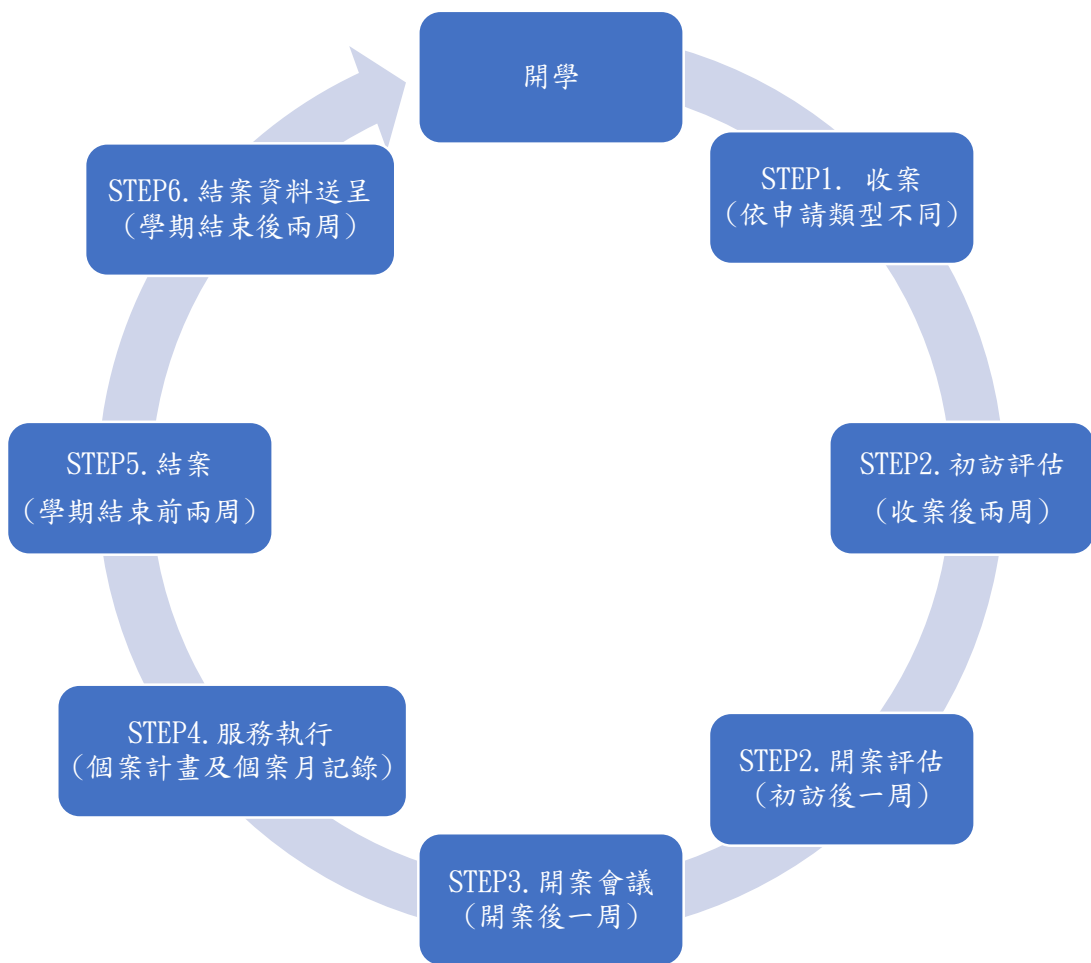 開學
STEP1. 收案
(依申請類型不同)
STEP2.初訪評估
(收案後兩周)
STEP2.開案評估
(初訪後一周)
STEP3.開案會議
(開案後一周)
STEP4.服務執行
(個案計畫及個案月記錄)
STEP5.結案
(學期結束前兩周)
STEP6.結案資料送呈
(學期結束後兩周)